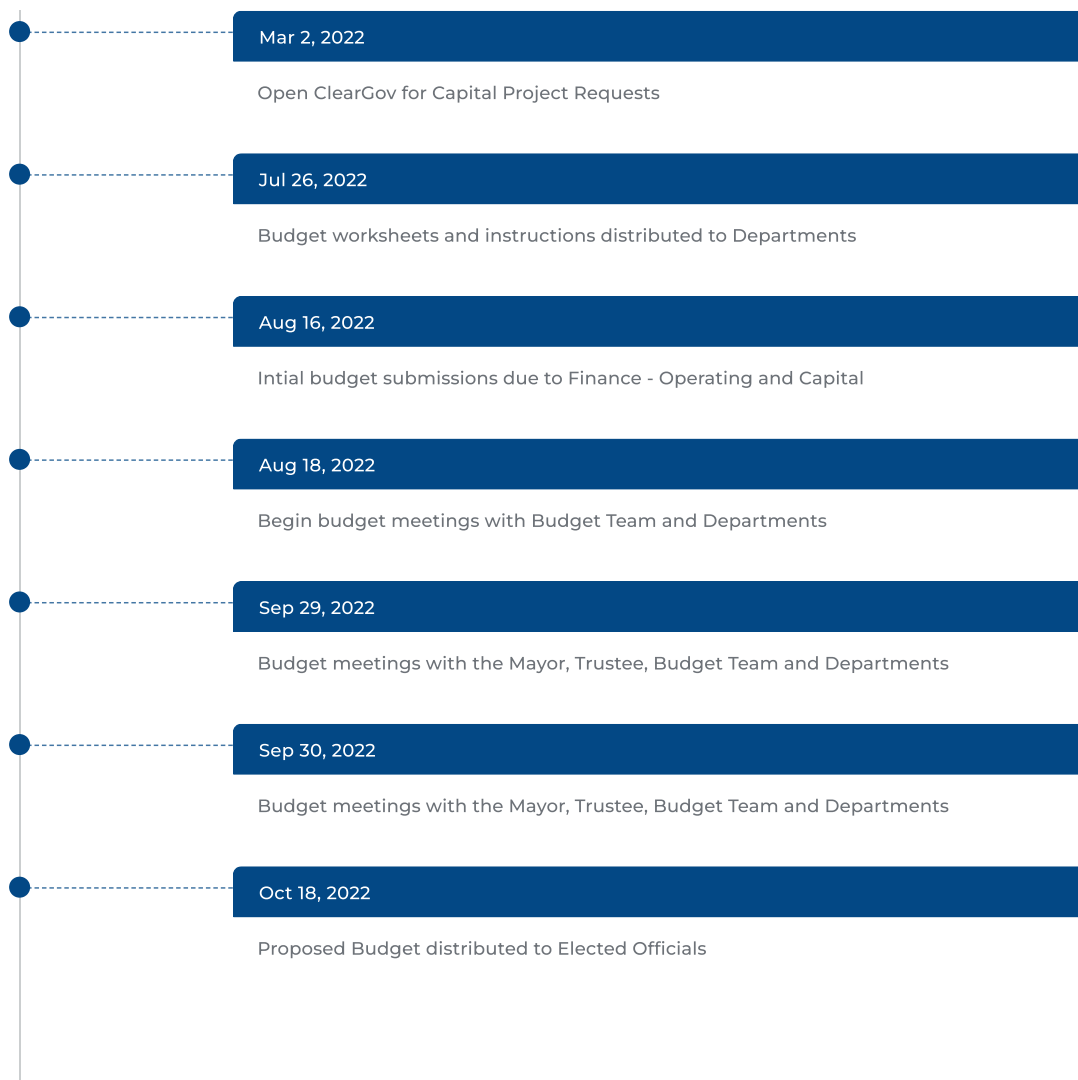 Mar 2, 2022
Open ClearGov for Capital Project Requests
Jul 26, 2022
Budget worksheets and instructions distributed to Departments
Aug 16, 2022
Intial budget submissions due to Finance - Operating and Capital
Aug 18, 2022
Begin budget meetings with Budget Team and Departments
Sep 29, 2022
Budget meetings with the Mayor, Trustee, Budget Team and Departments
Sep 30, 2022
Budget meetings with the Mayor, Trustee, Budget Team and Departments
Oct 18, 2022
Proposed Budget distributed to Elected Officials